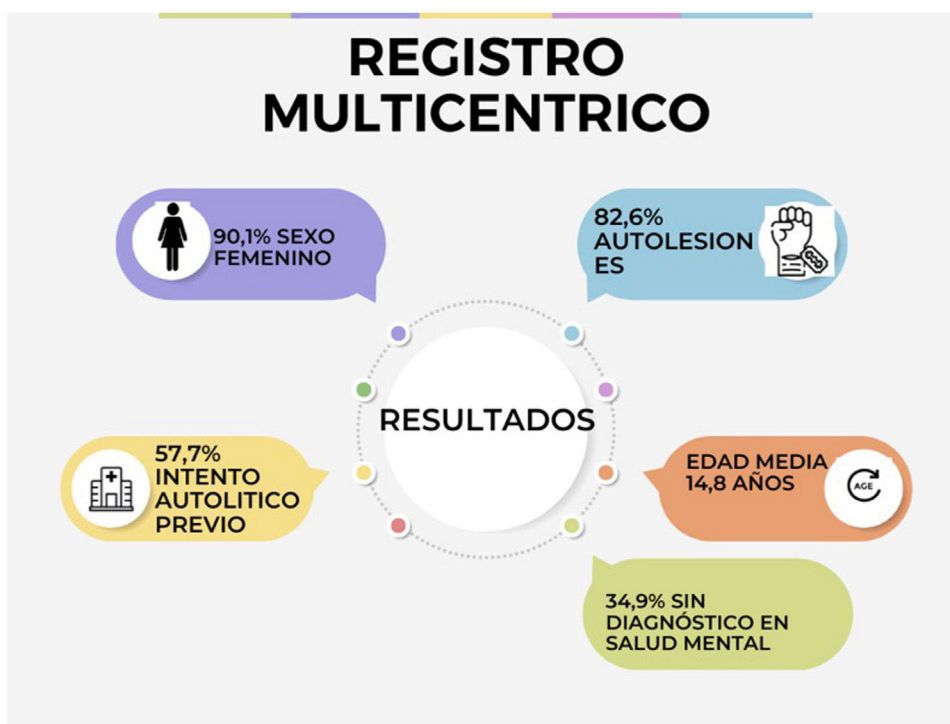 REGISTRO
MULTICENTRICO
90,1% SEXO
FEMENINO
82,6%
AUTOLESION
ES
RESULTADOS
57,7%
INTENTO
AUTOLITICO
PREVIO
EDAD MEDIA
14,8 AÑOS
AGE
34,9% SIN
DIAGNÓSTICO EN
SALUD MENTAL